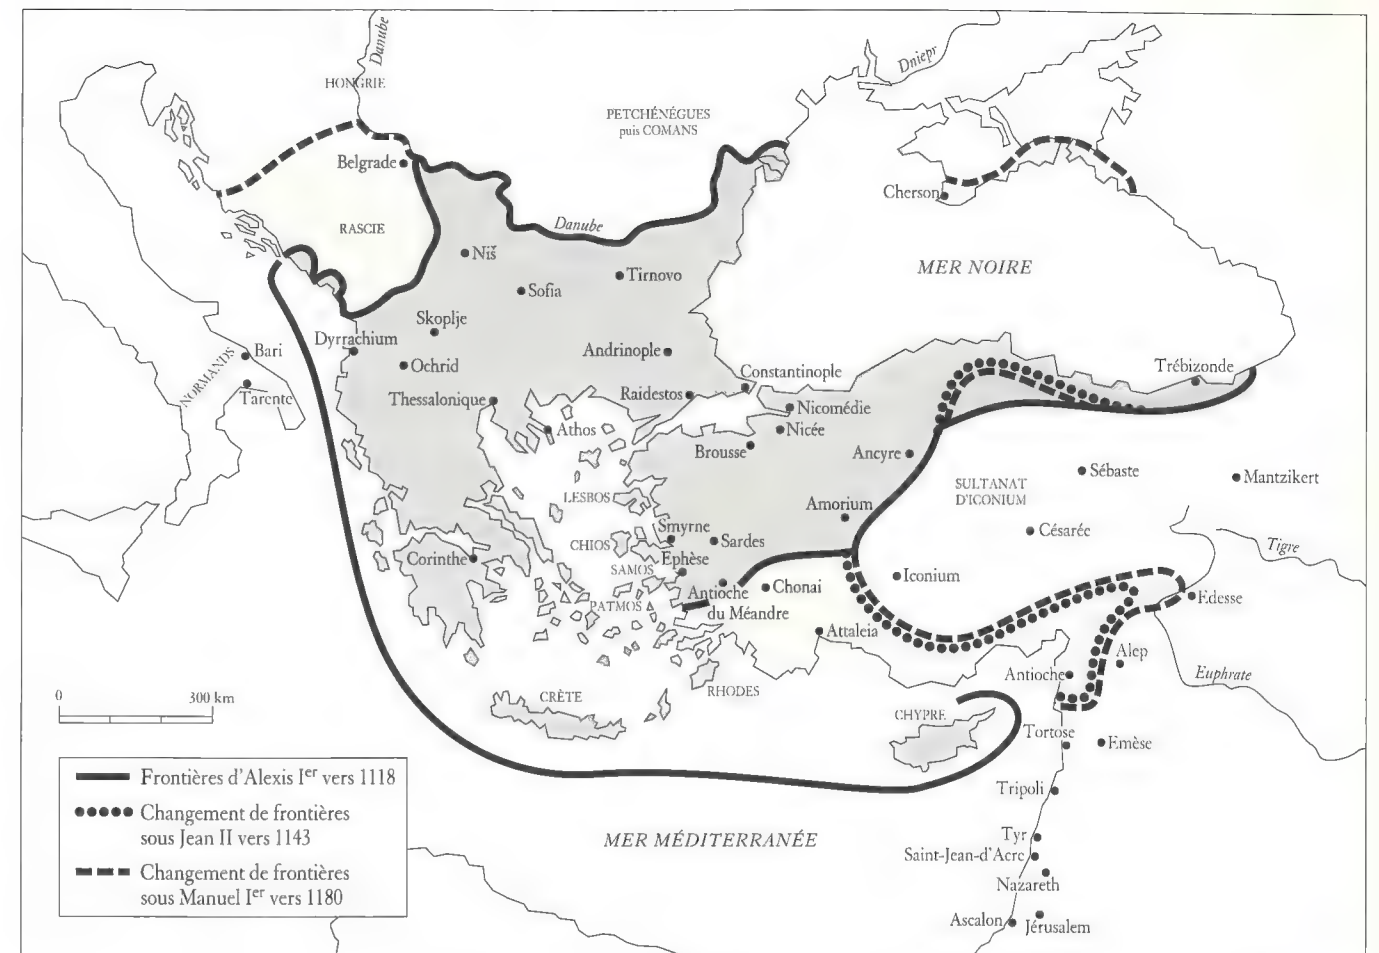 Danube
Dniepr
HONGRIE
PETCHÉNÉGUES
puis COMANS
Belgrade
Cherson
RASCIE
Danube
Niš
Tirnovo
MER NOIRE
Sofia
Skoplje
Dyrrachium
Bari
Ochrid
Andrinople
NORMANDS
Constantinople
Trébizonde
Tarente
Thessalonique
Raidestos
Nicomédie
Athos
Nicée
Brousse
Ancyre
Sébaste
Mantzikert
SULTANAT
D'ICONIUM
LESBOS
Amorium
Smyrne
Sardes
Césarée
CHIOS
Tigre
Corinthe
Ephèse
SAMOS
Iconium
Chonai
Antioche
du Méandre
PATMOS
Edesse
Attaleia
Alep
Antioche
Euphrate
RHODES
0 300 km
CRÈTE
CHYPRE
Tortose
Emèse
Frontières d'Alexis Ier vers 1118
Tripoli
Changement de frontières
sous Jean II vers 1143
MER MÉDITERRANÉE
Tyr
Saint-Jean-d'Acre
Changement de frontières
sous Manuel Ier vers 1180
Nazareth
Ascalon
Jérusalem